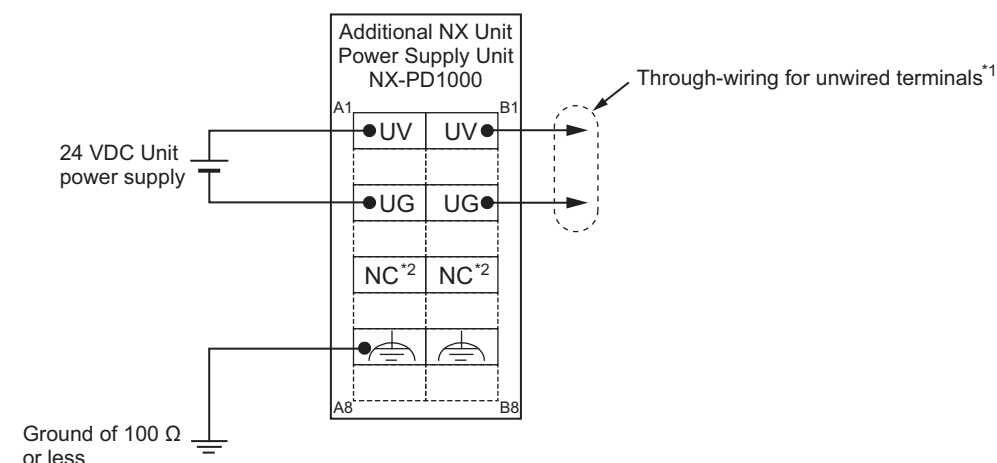 Additional NX Unit
Power Supply Unit
NX-PD1000
A1
B1
Through-wiring for unwired terminals*1
UV
UV
24 VDC Unit
power supply
UG
UG
NC*2
NC*2
A8
B8
Ground of 100 Ω
or less